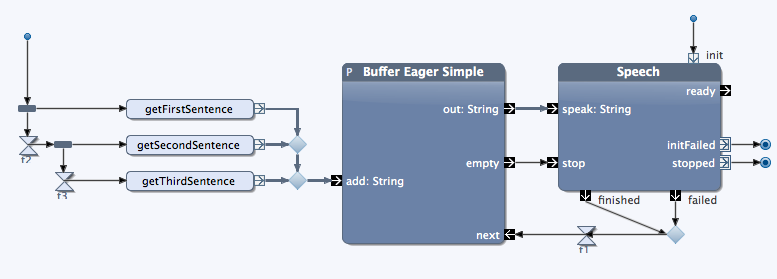 init
P Buffer Eager Simple
Speech
ready
getFirstSentence
out: String
speak: String
getSecondSentence
initFailed
t2
empty
stop
stopped
getThirdSentence
add: String
t3
finished
failed
next
t1